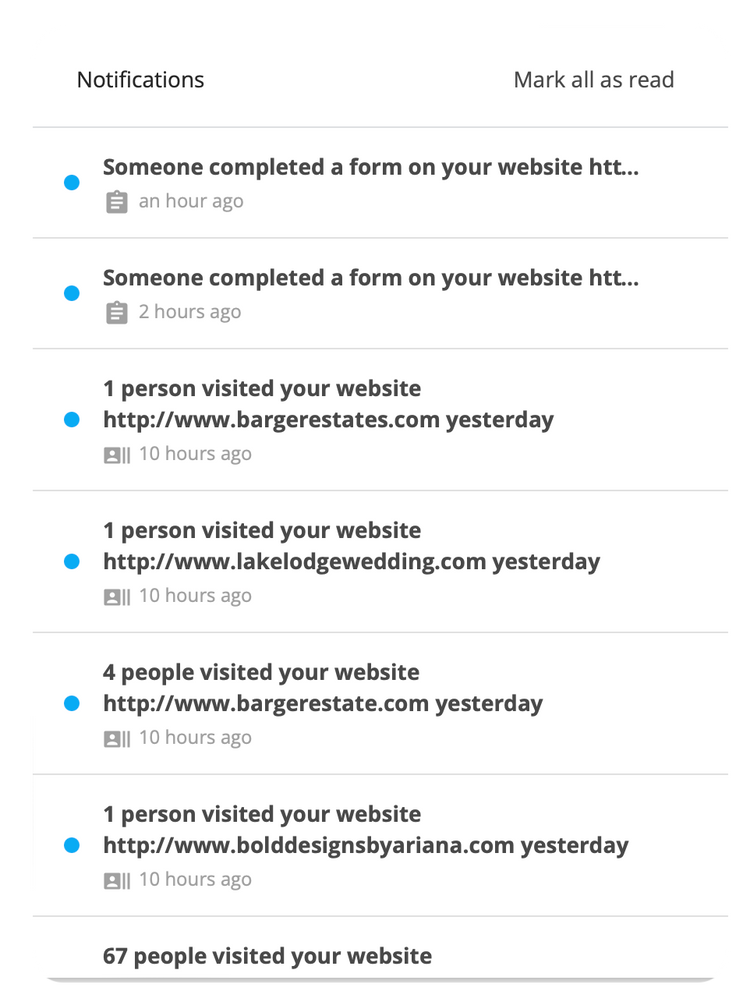 Notifications
Mark all as read
Someone completed a form on your website htt...
an hour ago
Someone completed a form on your website htt...
2 hours ago
1 person visited your website
http://www.bargerestates.com yesterday
10 hours ago
1 person visited your website
http://www.lakelodgewedding.com yesterday
10 hours ago
4 people visited your website
http://www.bargerestate.com yesterday
10 hours ago
1 person visited your website
http://www.bolddesignsbyariana.com yesterday
10 hours ago
67 people visited your website